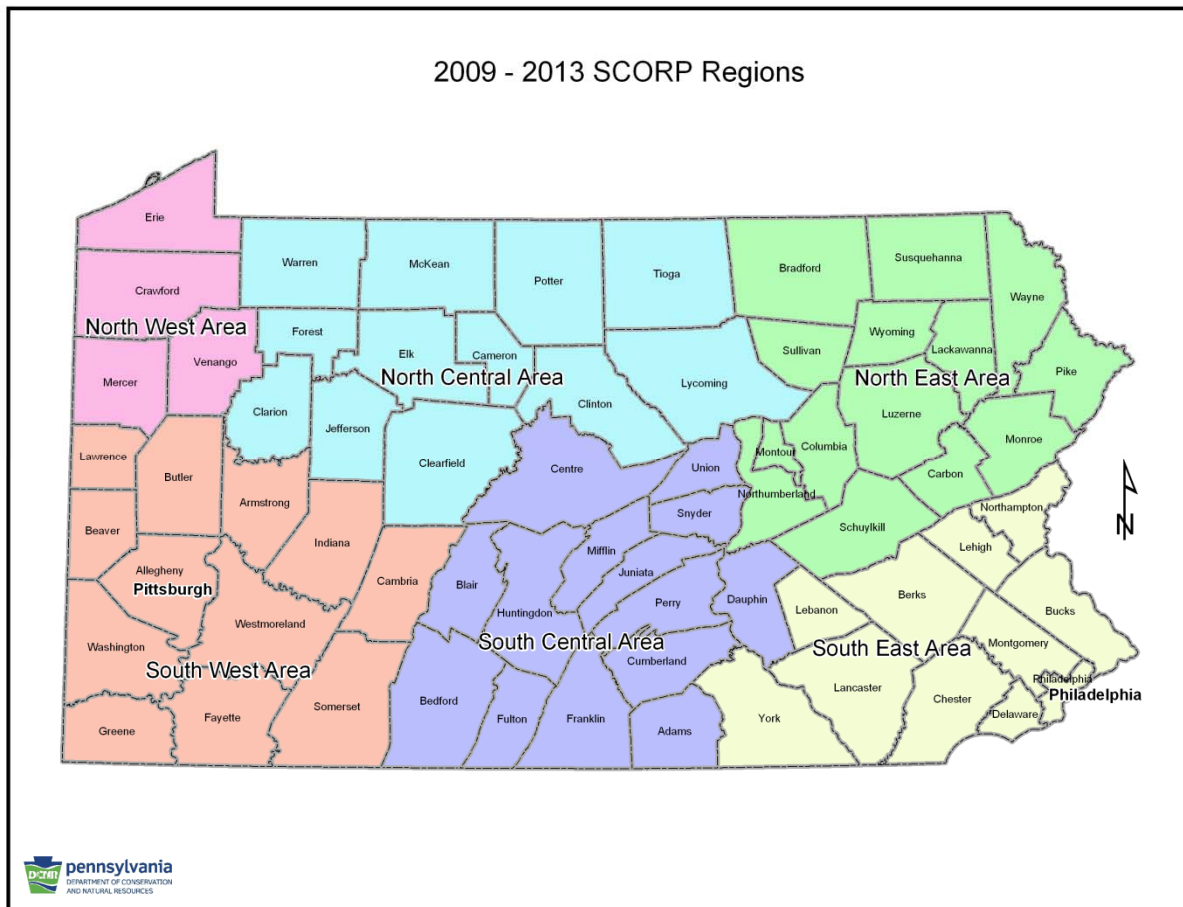 2009 - 2013 SCORP Regions
Erie
Warren
McKean
Potter
Tioga
Bradford
Susquehanna
Crawford
Wayne
North West Area
Forest
Wyoming
Venango
Elk
Cameron
Sullivan
Lackawanna
Mercer
North Central Area
Lycoming
North East Area
Pike
Clarion
Clinton
Luzerne
Jefferson
Columbia
Monroe
Lawrence
Clearfield
Centre
Union
Montour
Butler
Carbon
Armstrong
Northumberland
Northampton
Snyder
Schuylkill
Beaver
Indiana
Mifflin
Lehigh
N
Allegheny
Pittsburgh
Cambria
Blair
Juniata
Huntingdon
Perry
Dauphin
Lebanon
Berks
Bucks
Westmoreland
Washington
South Central Area
South East Area
Montgomery
South West Area
Cumberland
Philadelphia
Philadelphia
Lancaster
Chester
Bedford
Somerset
Delaware
Greene
Fayette
Fulton
Franklin
Adams
York
DCNR
pennsylvania
DEPARTMENT OF CONSERVATION
AND NATURAL RESOURCES